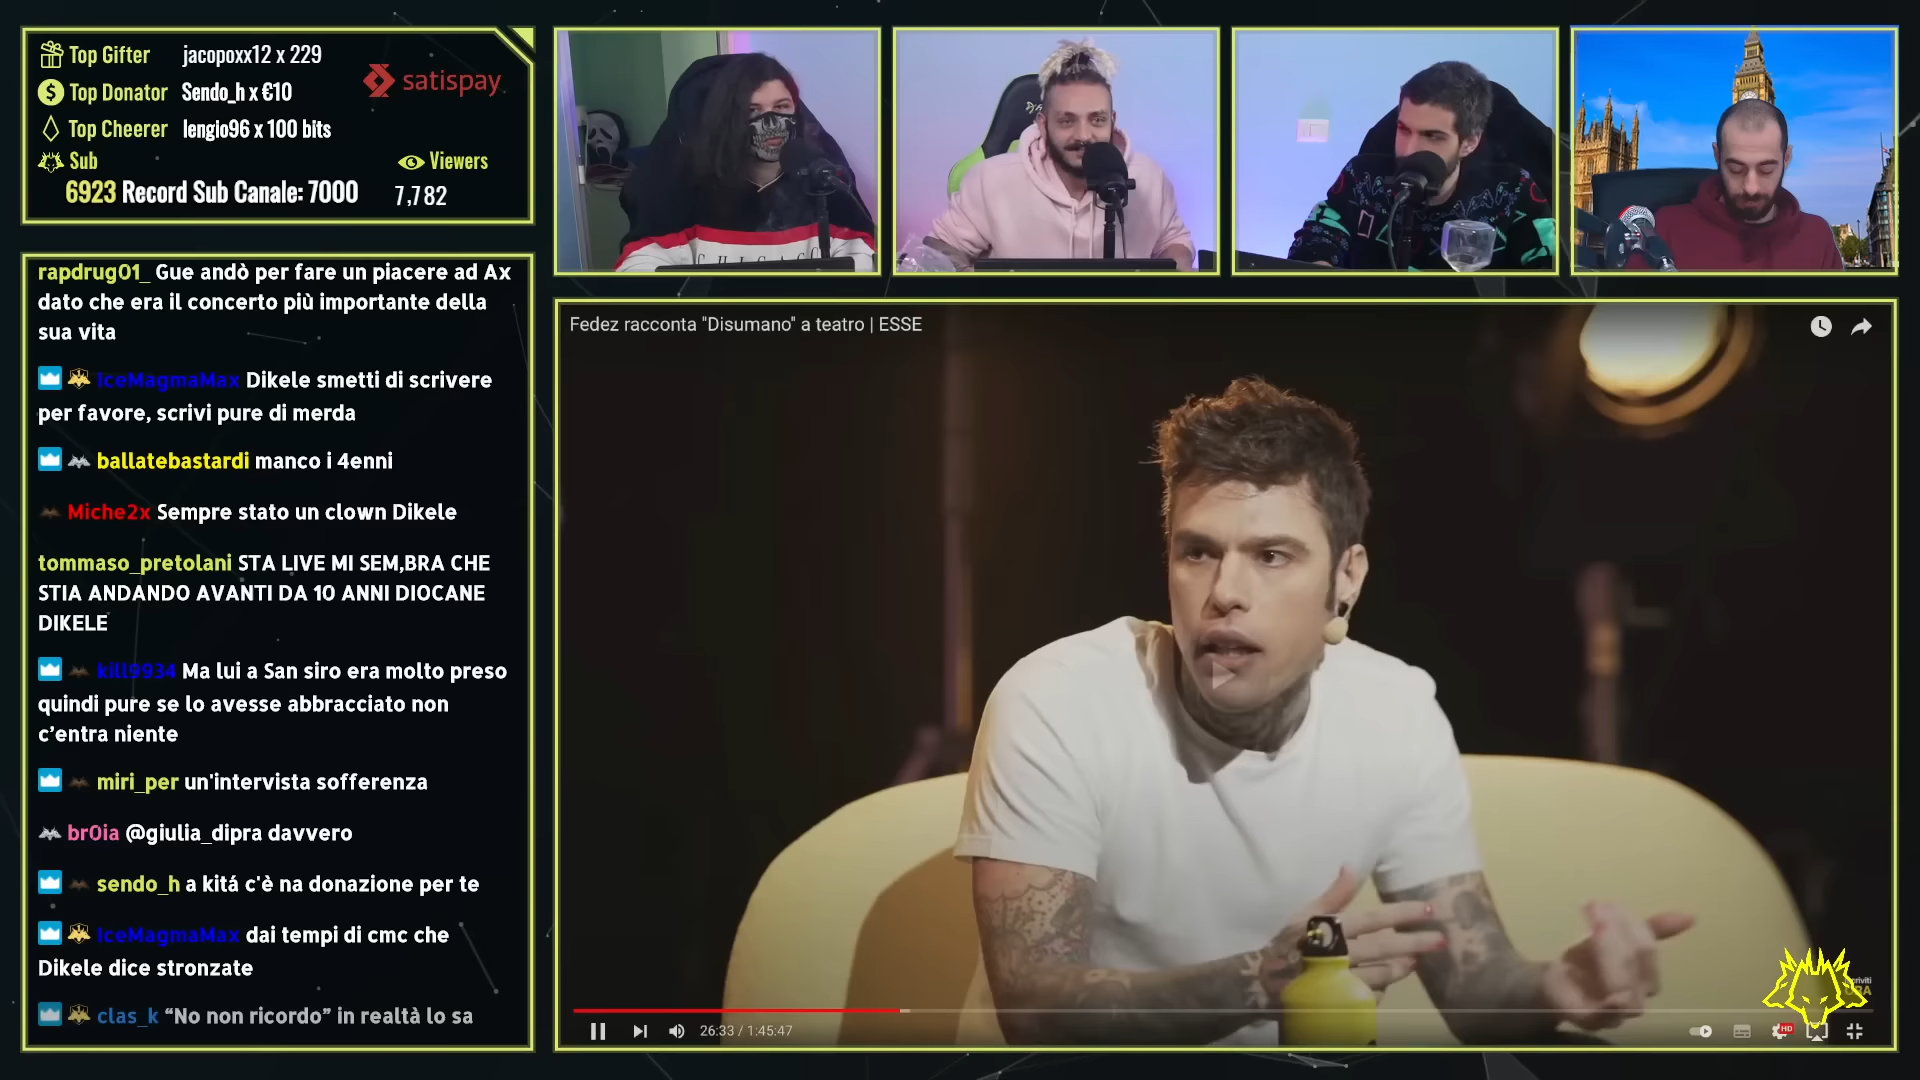 Top Gifter jacopoxx12 x 229
Top Donator Sendo_h x €10
satispay
Top Cheerer lengio96 x 100 bits
Sub
Viewers
6923 Record Sub Canale: 7000
7,782
rapdrug01_ Gue andò per fare un piacere ad Ax
dato che era il concerto più importante della
sua vita
IceMagmaMax Dikele smetti di scrivere
per favore, scrivi pure di merda
ballatebastardi manco i 4enni
Miche2x Sempre stato un clown Dikele
tommaso_pretolani STA LIVE MI SEM,BRA CHE
STIA ANDANDO AVANTI DA 10 ANNI DIOCANE
DIKELE
kill9934 Ma lui a San siro era molto preso
quindi pure se lo avesse abbracciato non
c'entra niente
miri_per un'intervista sofferenza
br0ia @giulia_dipra davvero
sendo_h a kitá c'è na donazione per te
IceMagmaMax dai tempi di cmc che
Dikele dice stronzate
clas_k “No non ricordo” in realtà lo sa
CHICAGO
Fedez racconta "Disumano" a teatro | ESSE
26:33 / 1:45:47
HD